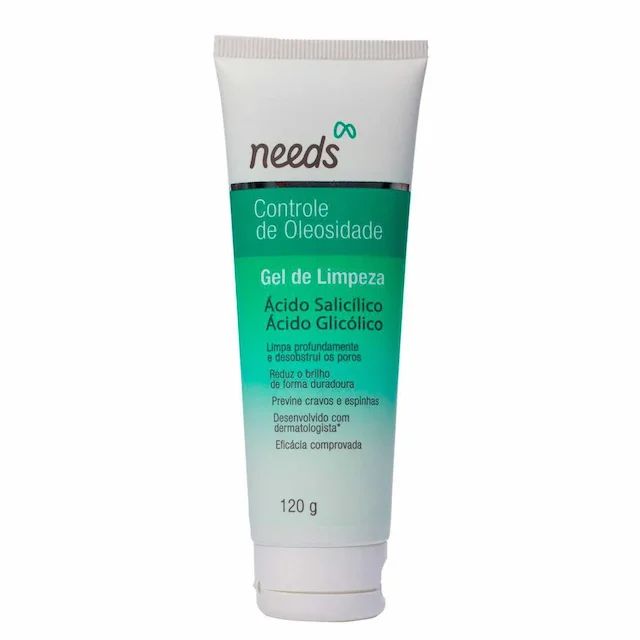 needs
Controle
de Oleosidade
Gel de Limpeza
Ácido Salicílico
Ácido Glicólico
Limpa profundamente
e desobstrui os poros
Reduz o brilho
de forma duradoura
Previne cravos e espinhas
Desenvolvido com
dermatologista*
Eficácia comprovada
120 g